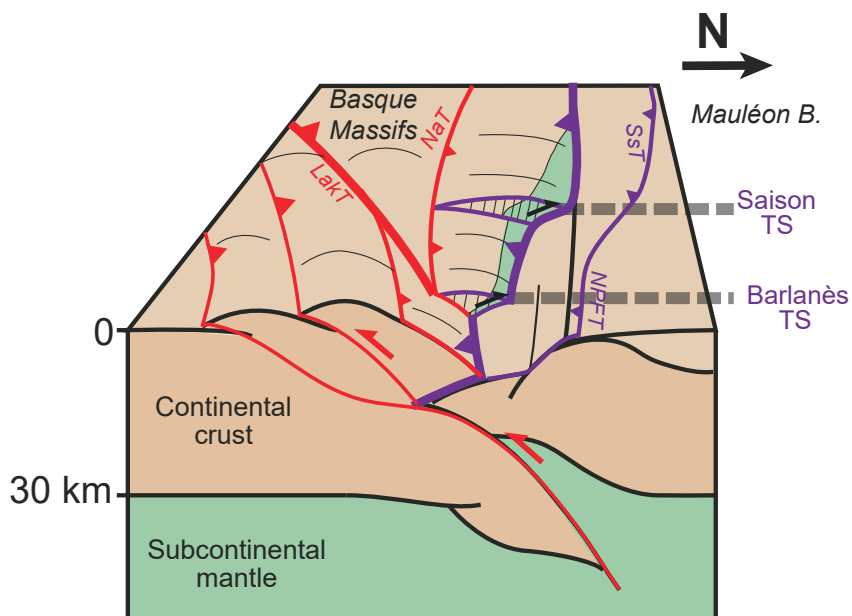 N
Basque
Massifs
NaT
Mauléon B.
SsT
LakT
Saison
TS
NPFT
Barlanès
TS
0
Continental
crust
30 km
Subcontinental
mantle